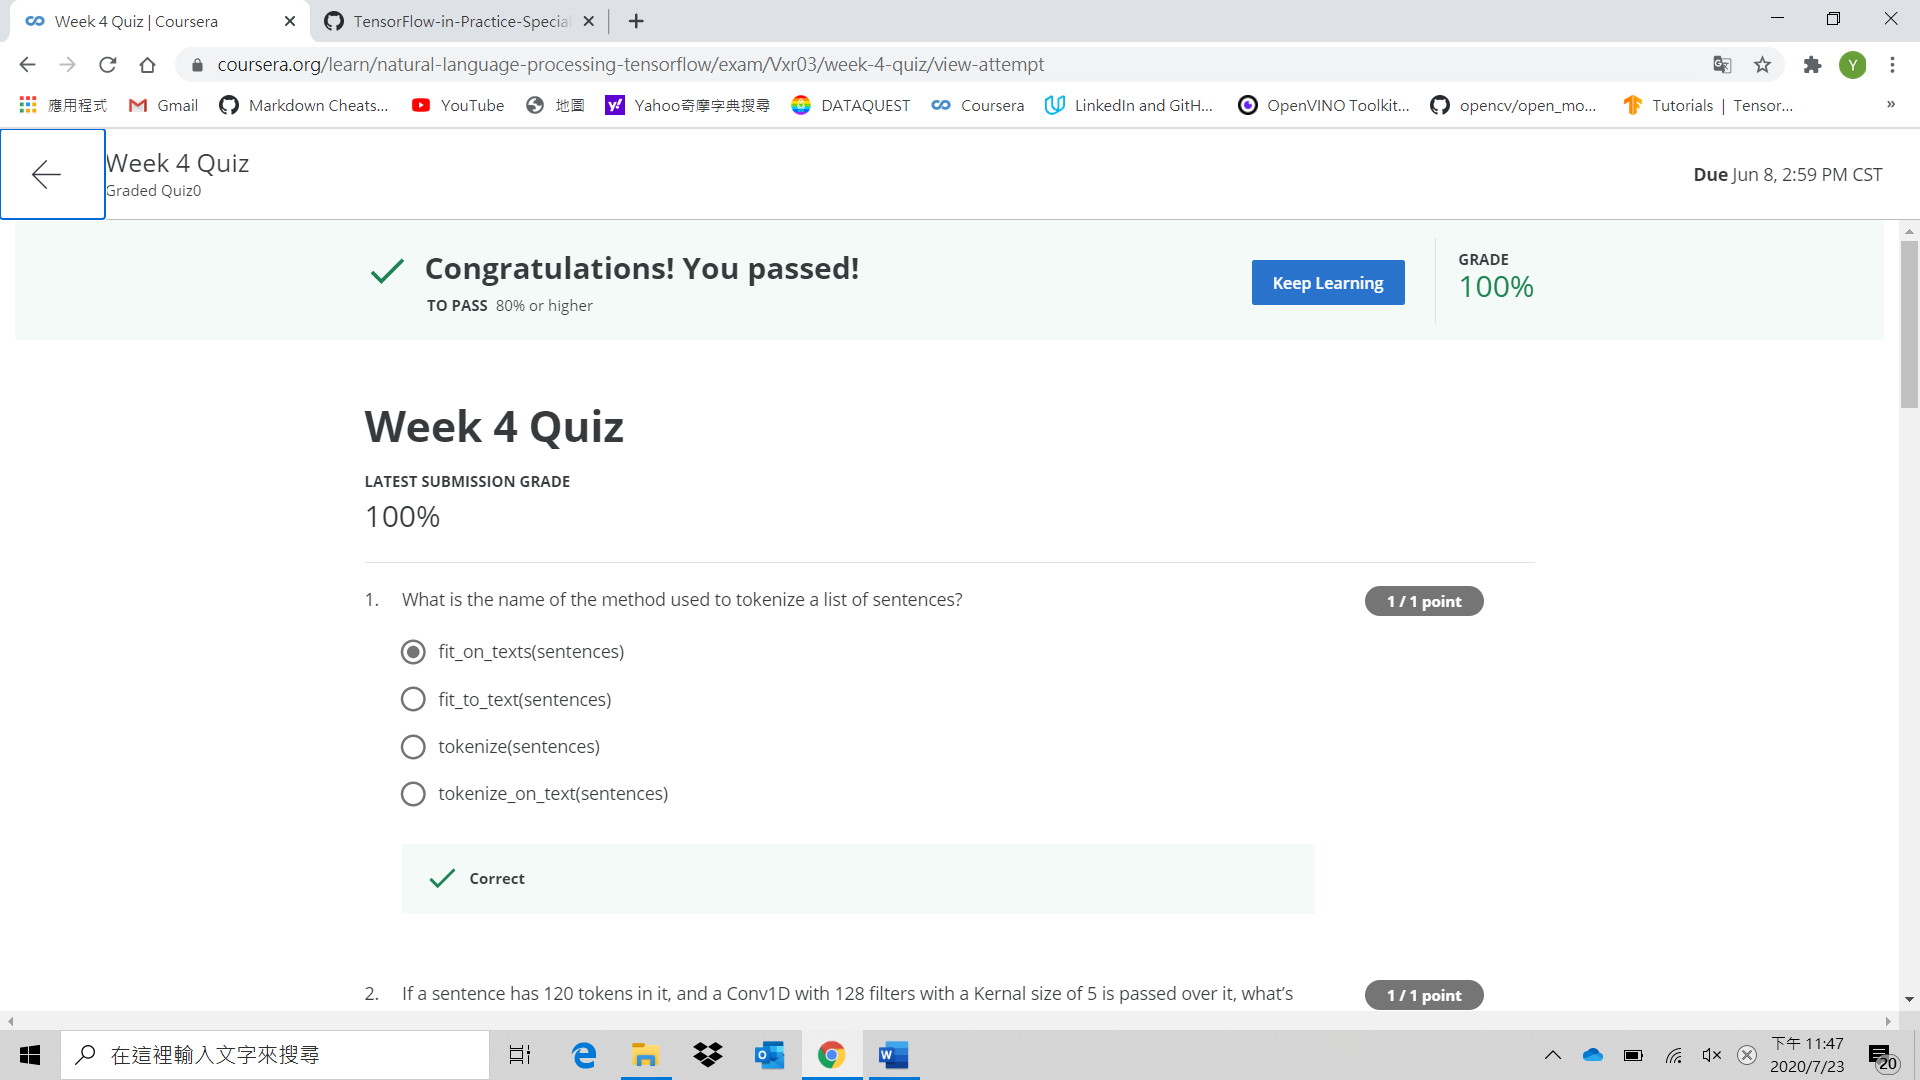 Week 4 Quiz | Coursera
TensorFlow-in-Practice-Special
coursera.org/learn/natural-language-processing-tensorflow/exam/Vxr03/week-4-quiz/view-attempt
Y
應用程式
Gmail
Markdown Cheats...
YouTube
地圖
Yahoo奇摩字典搜尋
DATAQUEST
Coursera
LinkedIn and GitH...
OpenVINO Toolkit...
opencv/open_mo...
Tutorials | Tensor...
»
Week 4 Quiz
Graded Quiz0
Due Jun 8, 2:59 PM CST
Congratulations! You passed!
TO PASS 80% or higher
Keep Learning
GRADE
100%
Week 4 Quiz
LATEST SUBMISSION GRADE
100%
1. What is the name of the method used to tokenize a list of sentences?
1 / 1 point
fit_on_texts(sentences)
fit_to_text(sentences)
tokenize(sentences)
tokenize_on_text(sentences)
Correct
2. If a sentence has 120 tokens in it, and a Conv1D with 128 filters with a Kernal size of 5 is passed over it, what's
1 / 1 point
在這裡輸入文字來搜尋
下午 11:47
2020/7/23
20